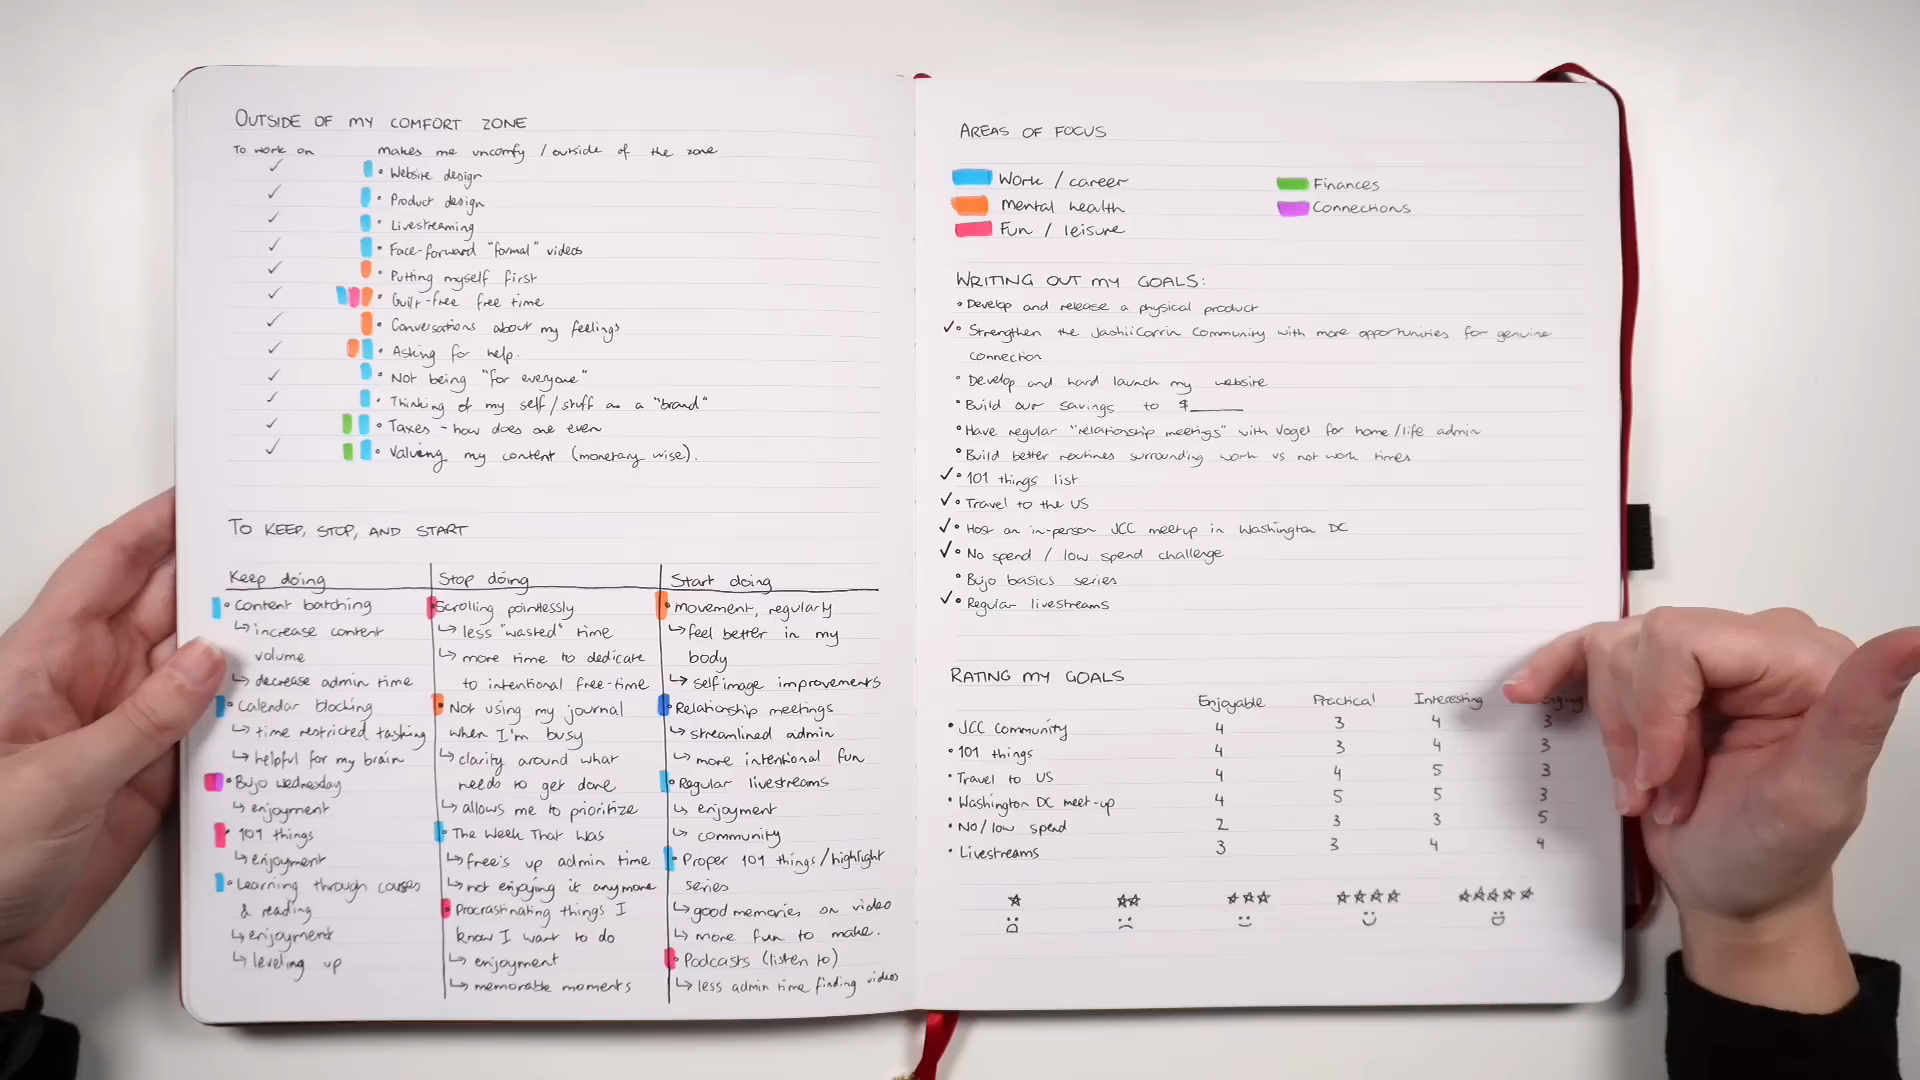 OUTSIDE OF MY COMFORT ZONE
To work on makes me uncomfy / outside of the zone
✓ • Website design
✓ • Product design
✓ • Livestreaming
✓ • Face-forward "formal" videos
✓ • Putting myself first
✓ • Guilt-free free time
✓ • Conversations about my feelings
✓ • Asking for help.
✓ • Not being "for everyone"
✓ • Thinking of my self/stuff as a "brand"
✓ • Taxes - how does one even
✓ • Valuing my content (monetary wise).
TO KEEP, STOP, AND START
Keep doing
• Content batching
↳ increase content
volume
↳ decrease admin time
• Calendar blocking
↳ time restricted tasking
↳ helpful for my brain
• Bujo wednesday
↳ enjoyment
• 101 things
↳ enjoyment
• Learning through courses
& reading
↳ enjoyment
↳ leveling up
Stop doing
• Scrolling pointlessly
↳ less "wasted" time
↳ more time to dedicate
to intentional free-time
• Not using my journal
when I'm busy
↳ clarity around what
needs to get done
↳ allows me to prioritize
• The Week That Was
↳ free's up admin time
↳ not enjoying it anymore
• Procrastinating things I
know I want to do
↳ enjoyment
↳ memorable moments
Start doing
• Movement, regularly
↳ feel better in my
body
↳ self image improvements
• Relationship meetings
↳ streamlined admin
↳ more intentional fun
• Regular livestreams
↳ enjoyment
↳ community
• Proper 101 things/highlight
series
↳ good memories on video
↳ more fun to make.
• Podcasts (listen to)
↳ less admin time finding videos
AREAS OF FOCUS
Work / career
Mental health
Fun / leisure
Finances
Connections
WRITING OUT MY GOALS:
• Develop and release a physical product
✓ • Strengthen the JashiiCorrin Community with more opportunities for genuine
connection
• Develop and hard launch my website
• Build our savings to $______
• Have regular "relationship meetings" with Vogel for home/life admin
• Build better routines surrounding work vs not work times
✓ • 101 things list
✓ • Travel to the US
✓ • Host an in-person JCC meetup in Washington DC
✓ • No spend / low spend challenge
• Bujo basics series
✓ • Regular livestreams
RATING MY GOALS
Enjoyable Practical Interesting
• JCC Community 4 3 4 3
• 101 things 4 3 4 3
• Travel to US 4 4 5 3
• Washington DC meet-up 4 5 5 3
• No/low spend 2 3 3 5
• Livestreams 3 3 4 4